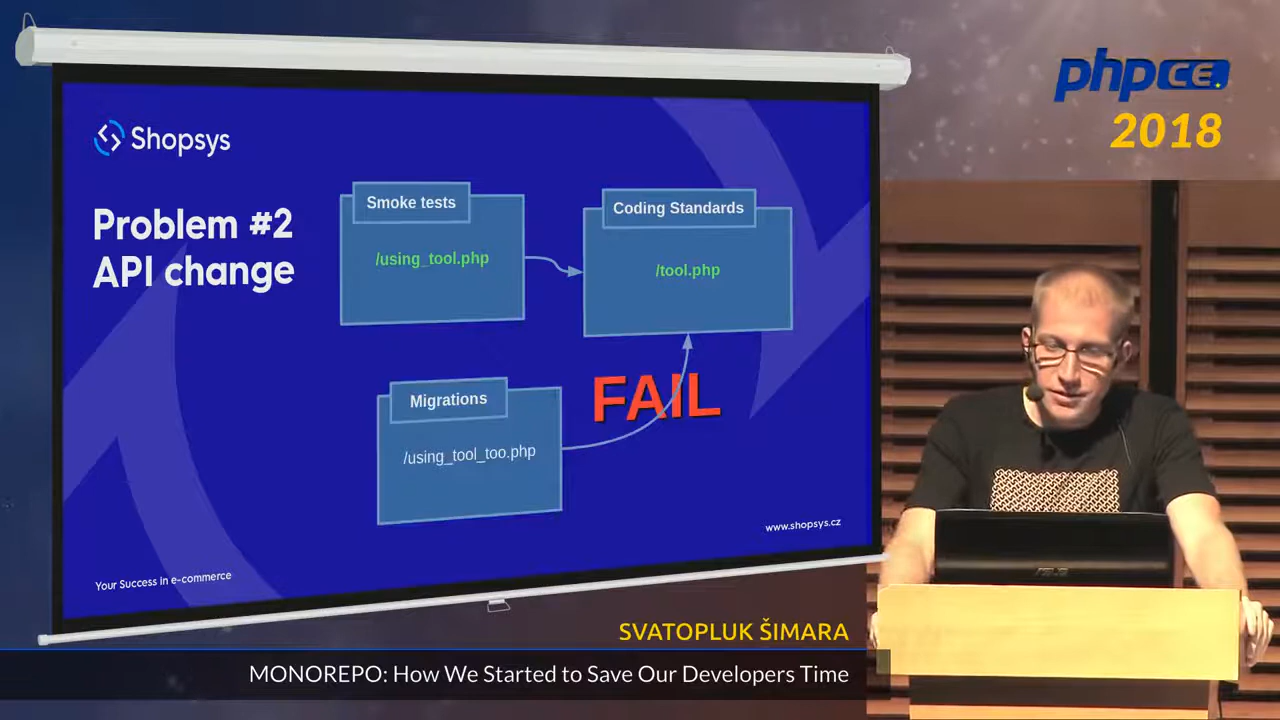 phpce.
2018
Shopsys
Problem #2
API change
Smoke tests
/using_tool.php
Coding Standards
/tool.php
FAIL
Migrations
/using_tool_too.php
www.shopsys.cz
Your Success in e-commerce
ASUS
SVATOPLUK ŠIMARA
MONOREPO: How We Started to Save Our Developers Time